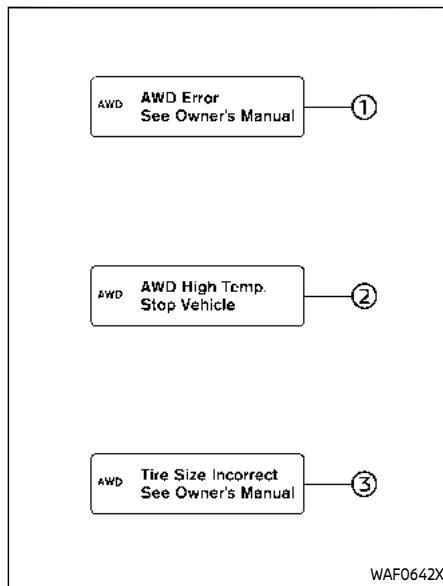 AWD AWD Error
See Owner's Manual
①
AWD AWD High Temp.
Stop Vehicle
②
AWD Tire Size Incorrect
See Owner's Manual
③
WAF0642X